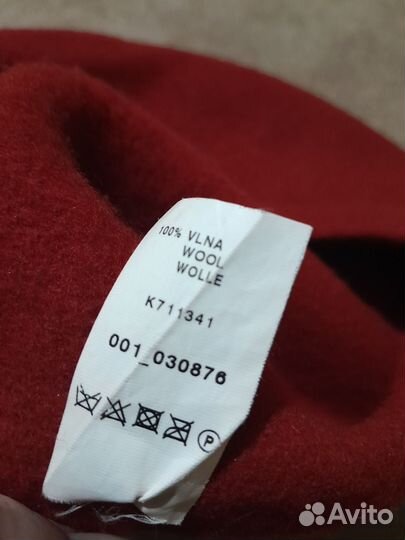 100% VLNA
WOOL
WOLLE
K711341
001_030876
P
Avito